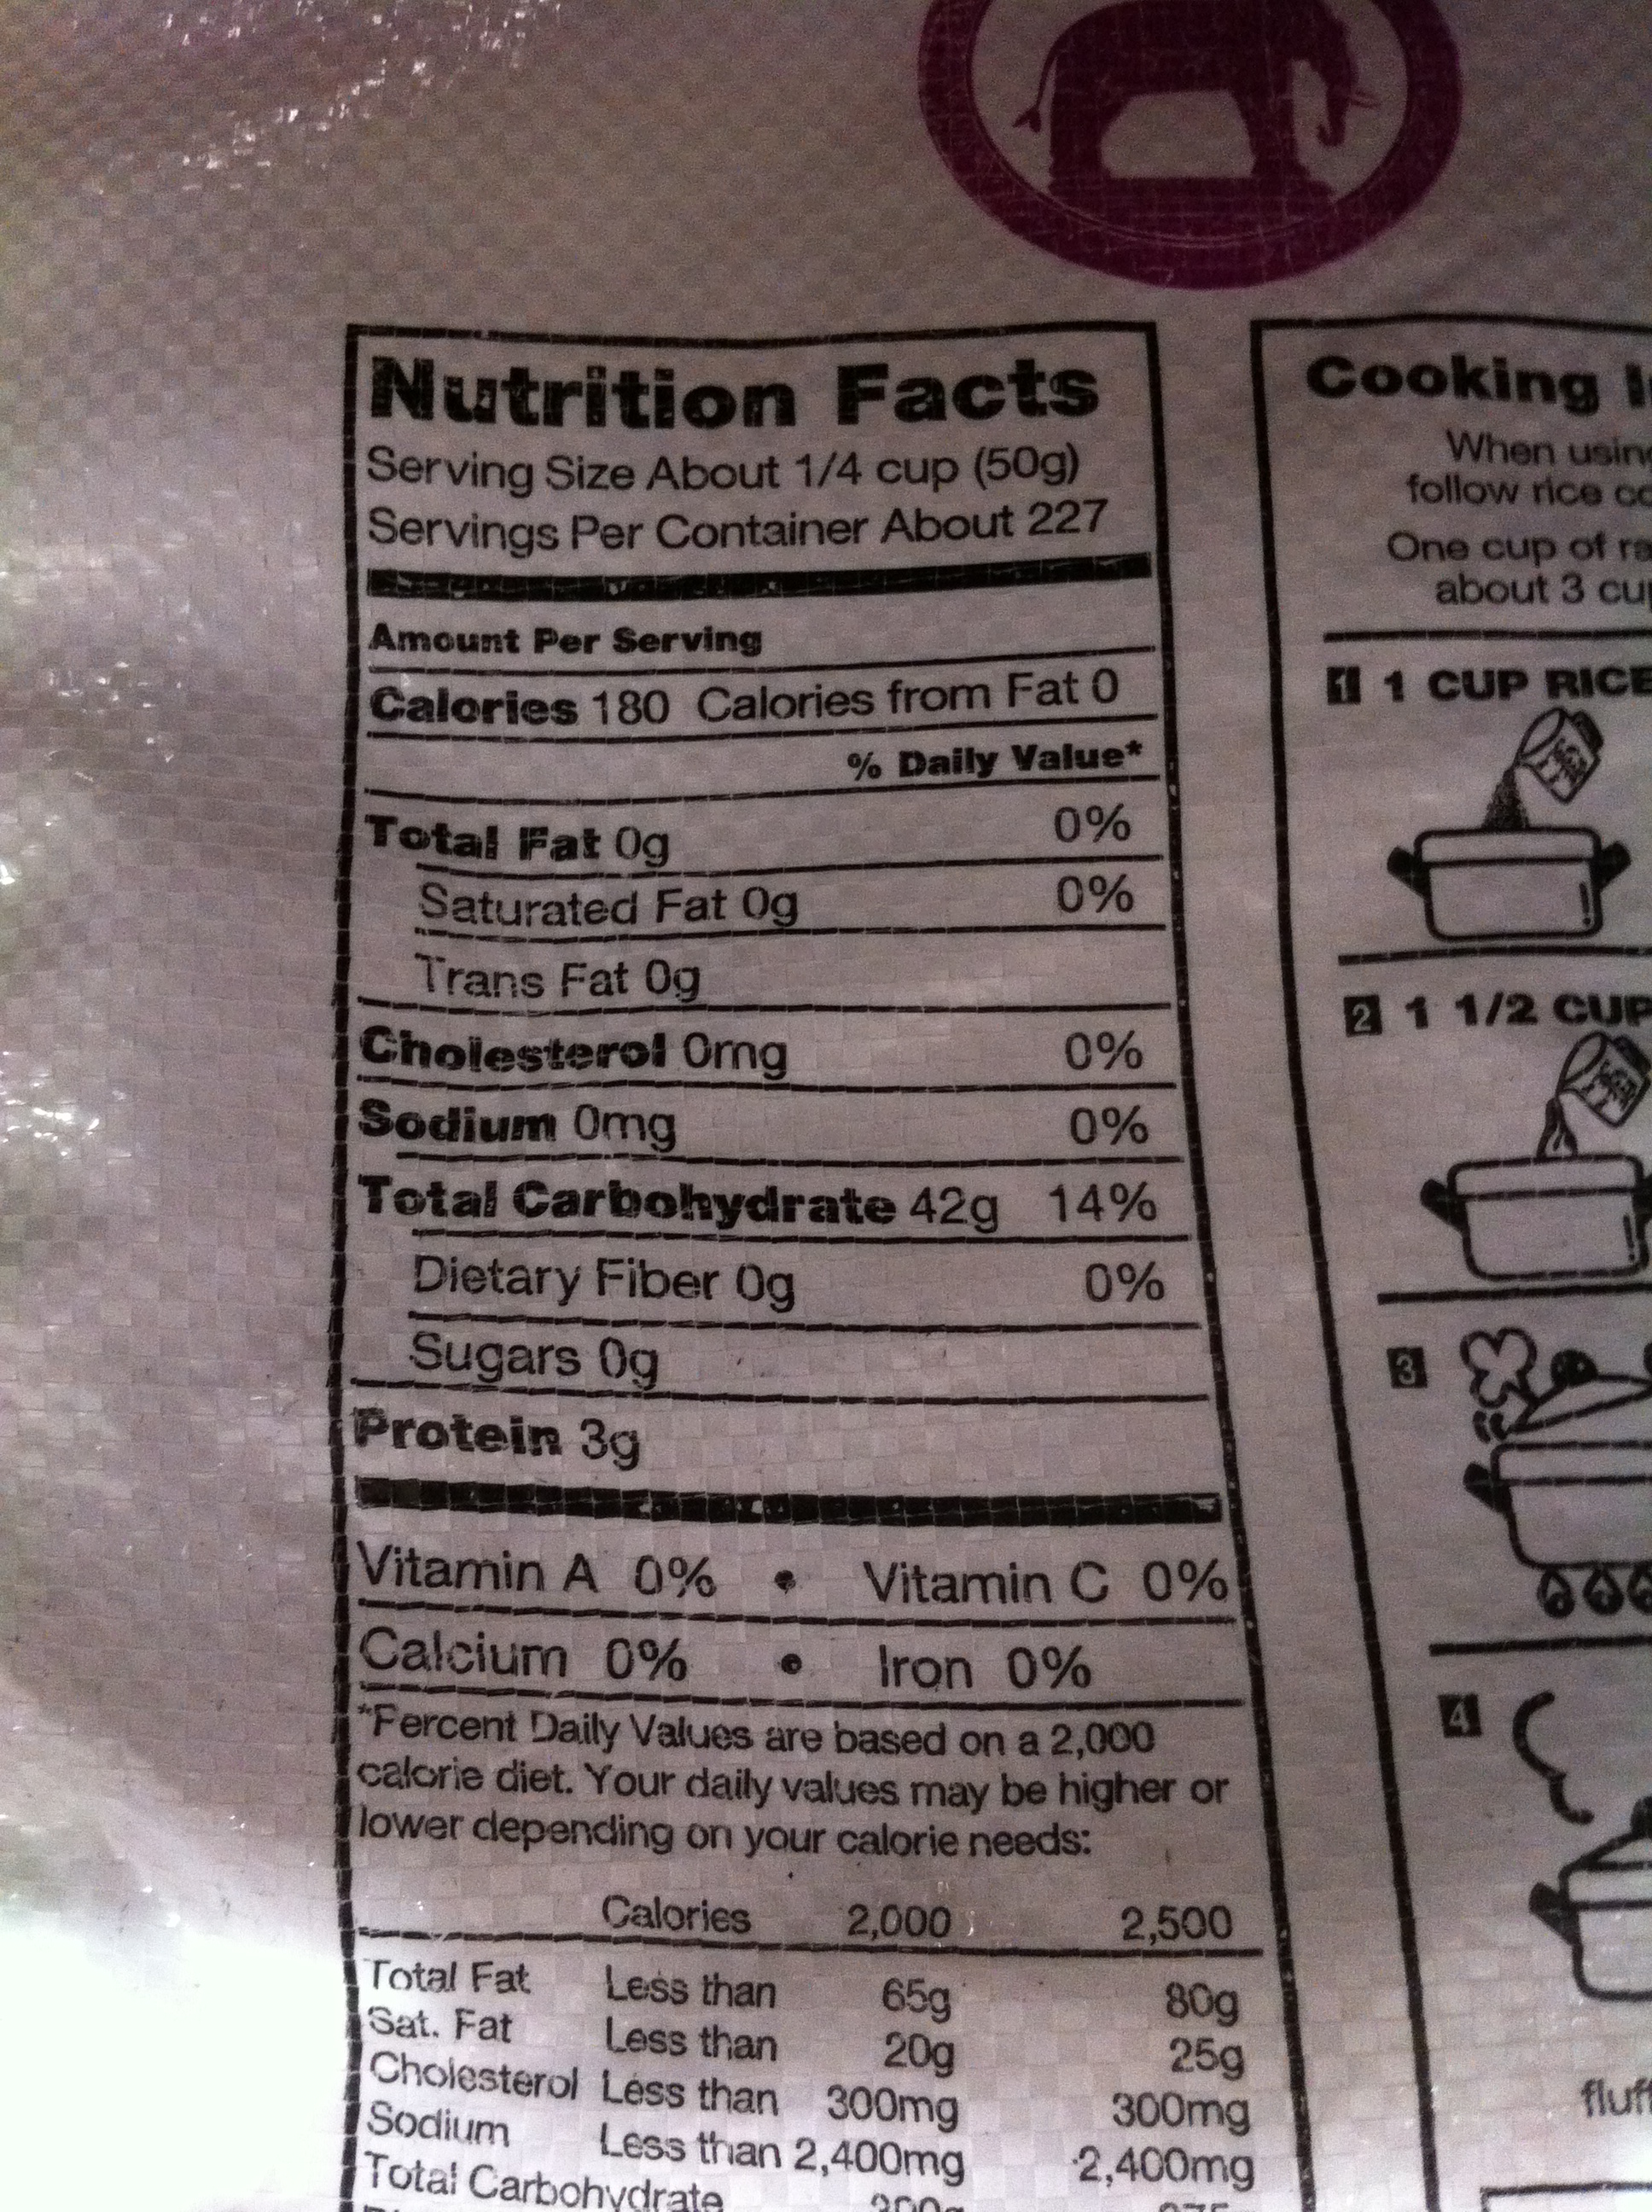 Nutrition Facts
Serving Size About 1/4 cup (50g)
Servings Per Container About 227
Amount Per Serving
Calories 180 Calories from Fat 0
% Daily Value*
Total Fat 0g 0%
Saturated Fat 0g 0%
Trans Fat 0g
Cholesterol 0mg 0%
Sodium 0mg 0%
Total Carbohydrate 42g 14%
Dietary Fiber 0g 0%
Sugars 0g
Protein 3g
Vitamin A 0% • Vitamin C 0%
Calcium 0% • Iron 0%
*Percent Daily Values are based on a 2,000
calorie diet. Your daily values may be higher or
lower depending on your calorie needs:
Calories 2,000 2,500
Total Fat Less than 65g 80g
Sat. Fat Less than 20g 25g
Cholesterol Less than 300mg 300mg
Sodium Less than 2,400mg 2,400mg
Total Carbohydrate
Cooking
When
follow rice
One cup of
about 3
1 1 CUP RICE
2 1 1/2 CUP
3
4